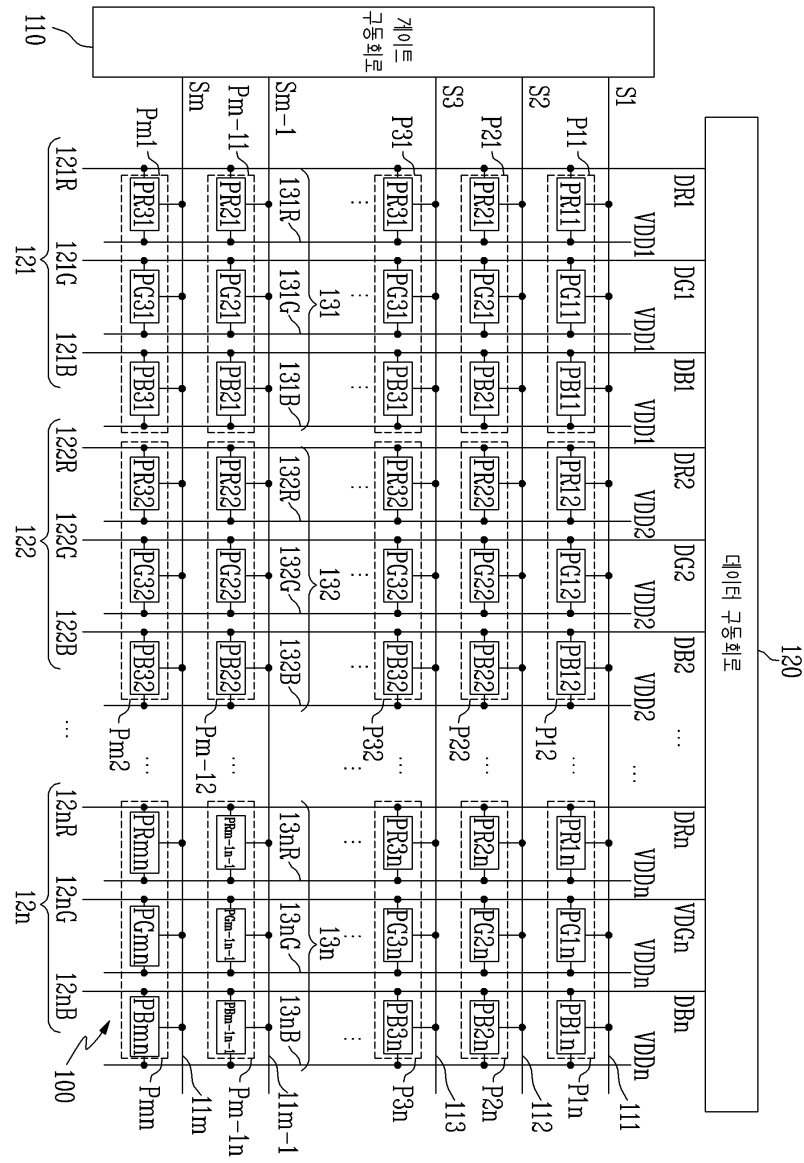 120
데이터 구동회로
DR1 DG1 DB1 DR2 DG2 DB2 ... DRn VDGn DBn
VDD1 VDD1 VDD1 VDD2 VDD2 VDD2 ... VDDn VDDn VDDn
S1 111
P11 P12 P1n
PR11 PG11 PB11 PR12 PG12 PB12 ... PR1n PG1n PB1n
S2 112
P21 P22 P2n
PR21 PG21 PB21 PR22 PG22 PB22 ... PR2n PG2n PB2n
S3 113
P31 P32 P3n
PR31 PG31 PB31 PR32 PG32 PB32 ... PR3n PG3n PB3n
게이트
구동회로
110
... ... ... ... ... ... ... ... ... ...
131 132 13n
131R 131G 131B 132R 132G 132B 13nR 13nG 13nB
Sm-1 11m-1
Pm-11 Pm-12 Pm-1n
PR21 PG21 PB21 PR22 PG22 PB22 ... PRm-1n-1 PGm-1n-1 PBm-1n-1
Sm 11m
Pm1 Pm2 Pmn
PR31 PG31 PB31 PR32 PG32 PB32 ... PRmn PGmn PBmn
121R 121G 121B 122R 122G 122B ... 12nR 12nG 12nB
121 122 12n
100